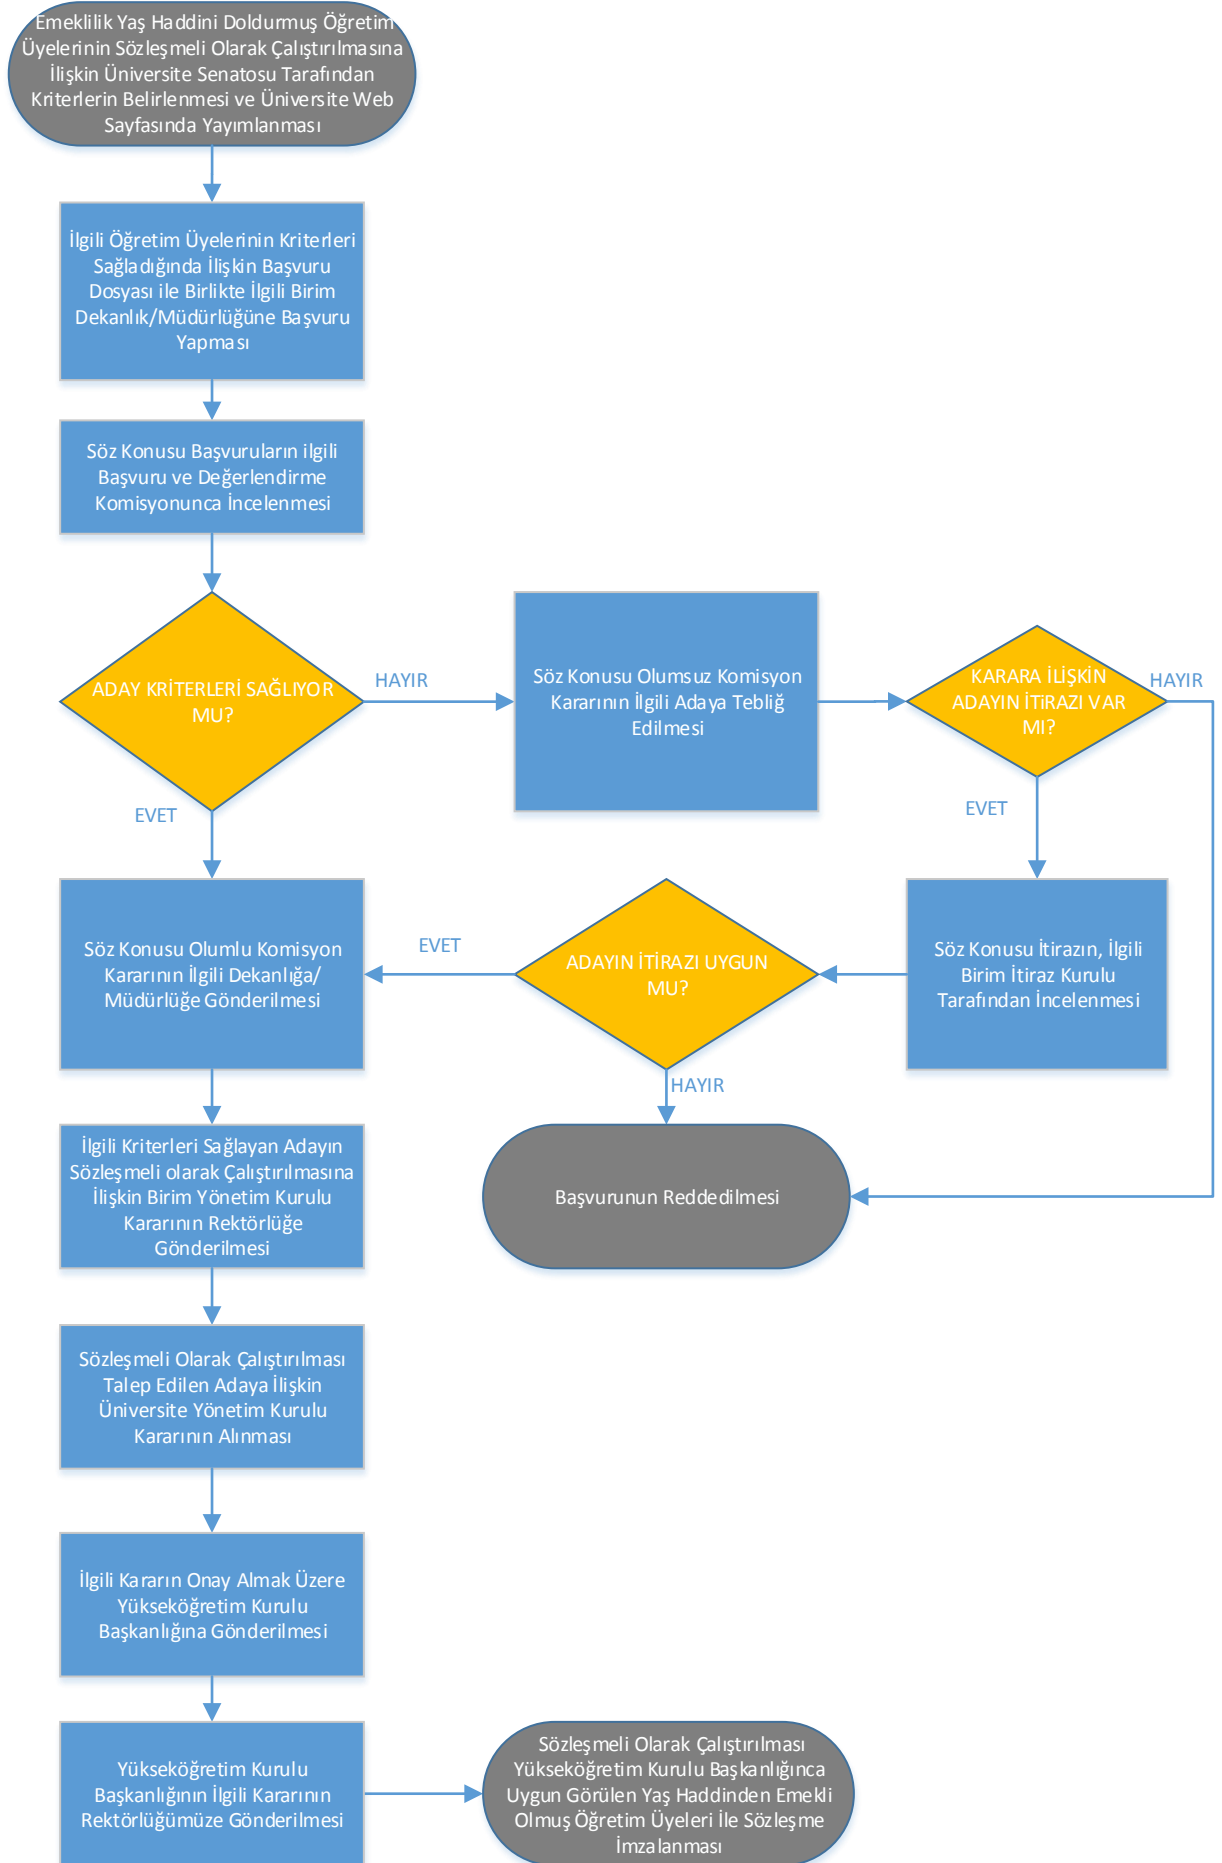 Emeklilik Yaş Haddini Doldurmuş Öğretim
Üyelerinin Sözleşmeli Olarak Çalıştırılmasına
İlişkin Üniversite Senatosu Tarafından
Kriterlerin Belirlenmesi ve Üniversite Web
Sayfasında Yayımlanması
İlgili Öğretim Üyelerinin Kriterleri
Sağladığında İlişkin Başvuru
Dosyası ile Birlikte İlgili Birim
Dekanlık/Müdürlüğüne Başvuru
Yapması
Söz Konusu Başvuruların ilgili
Başvuru ve Değerlendirme
Komisyonunca İncelenmesi
ADAY KRİTERLERİ SAĞLIYOR
MU?
HAYIR
Söz Konusu Olumsuz Komisyon
Kararının İlgili Adaya Tebliğ
Edilmesi
KARARA İLİŞKİN
ADAYIN İTİRAZI VAR
MI?
HAYIR
EVET
EVET
Söz Konusu Olumlu Komisyon
Kararının İlgili Dekanlığa/
Müdürlüğe Gönderilmesi
EVET
ADAYIN İTİRAZI UYGUN
MU?
Söz Konusu İtirazın, İlgili
Birim İtiraz Kurulu
Tarafından İncelenmesi
HAYIR
İlgili Kriterleri Sağlayan Adayın
Sözleşmeli olarak Çalıştırılmasına
İlişkin Birim Yönetim Kurulu
Kararının Rektörlüğe
Gönderilmesi
Başvurunun Reddedilmesi
Sözleşmeli Olarak Çalıştırılması
Talep Edilen Adaya İlişkin
Üniversite Yönetim Kurulu
Kararının Alınması
İlgili Kararın Onay Almak Üzere
Yükseköğretim Kurulu
Başkanlığına Gönderilmesi
Yükseköğretim Kurulu
Başkanlığının İlgili Kararının
Rektörlüğümüze Gönderilmesi
Sözleşmeli Olarak Çalıştırılması
Yükseköğretim Kurulu Başkanlığınca
Uygun Görülen Yaş Haddinden Emekli
Olmuş Öğretim Üyeleri İle Sözleşme
İmzalanması